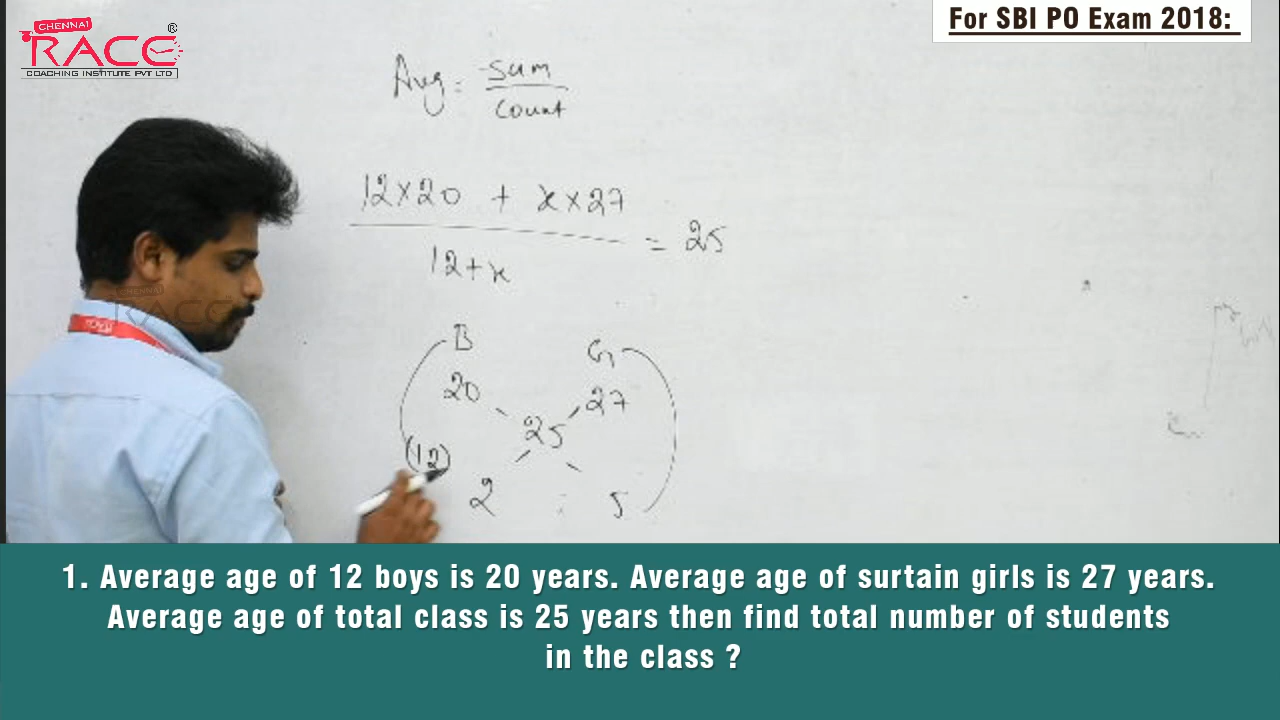 CHENNAI
RACE
®
COACHING INSTITUTE PVT LTD
For SBI PO Exam 2018:
Avg = Sum
Count
12×20 + x×27
= 25
12+x
B G
20 27
25
(12)
2 : 5
1. Average age of 12 boys is 20 years. Average age of surtain girls is 27 years.
Average age of total class is 25 years then find total number of students
in the class ?